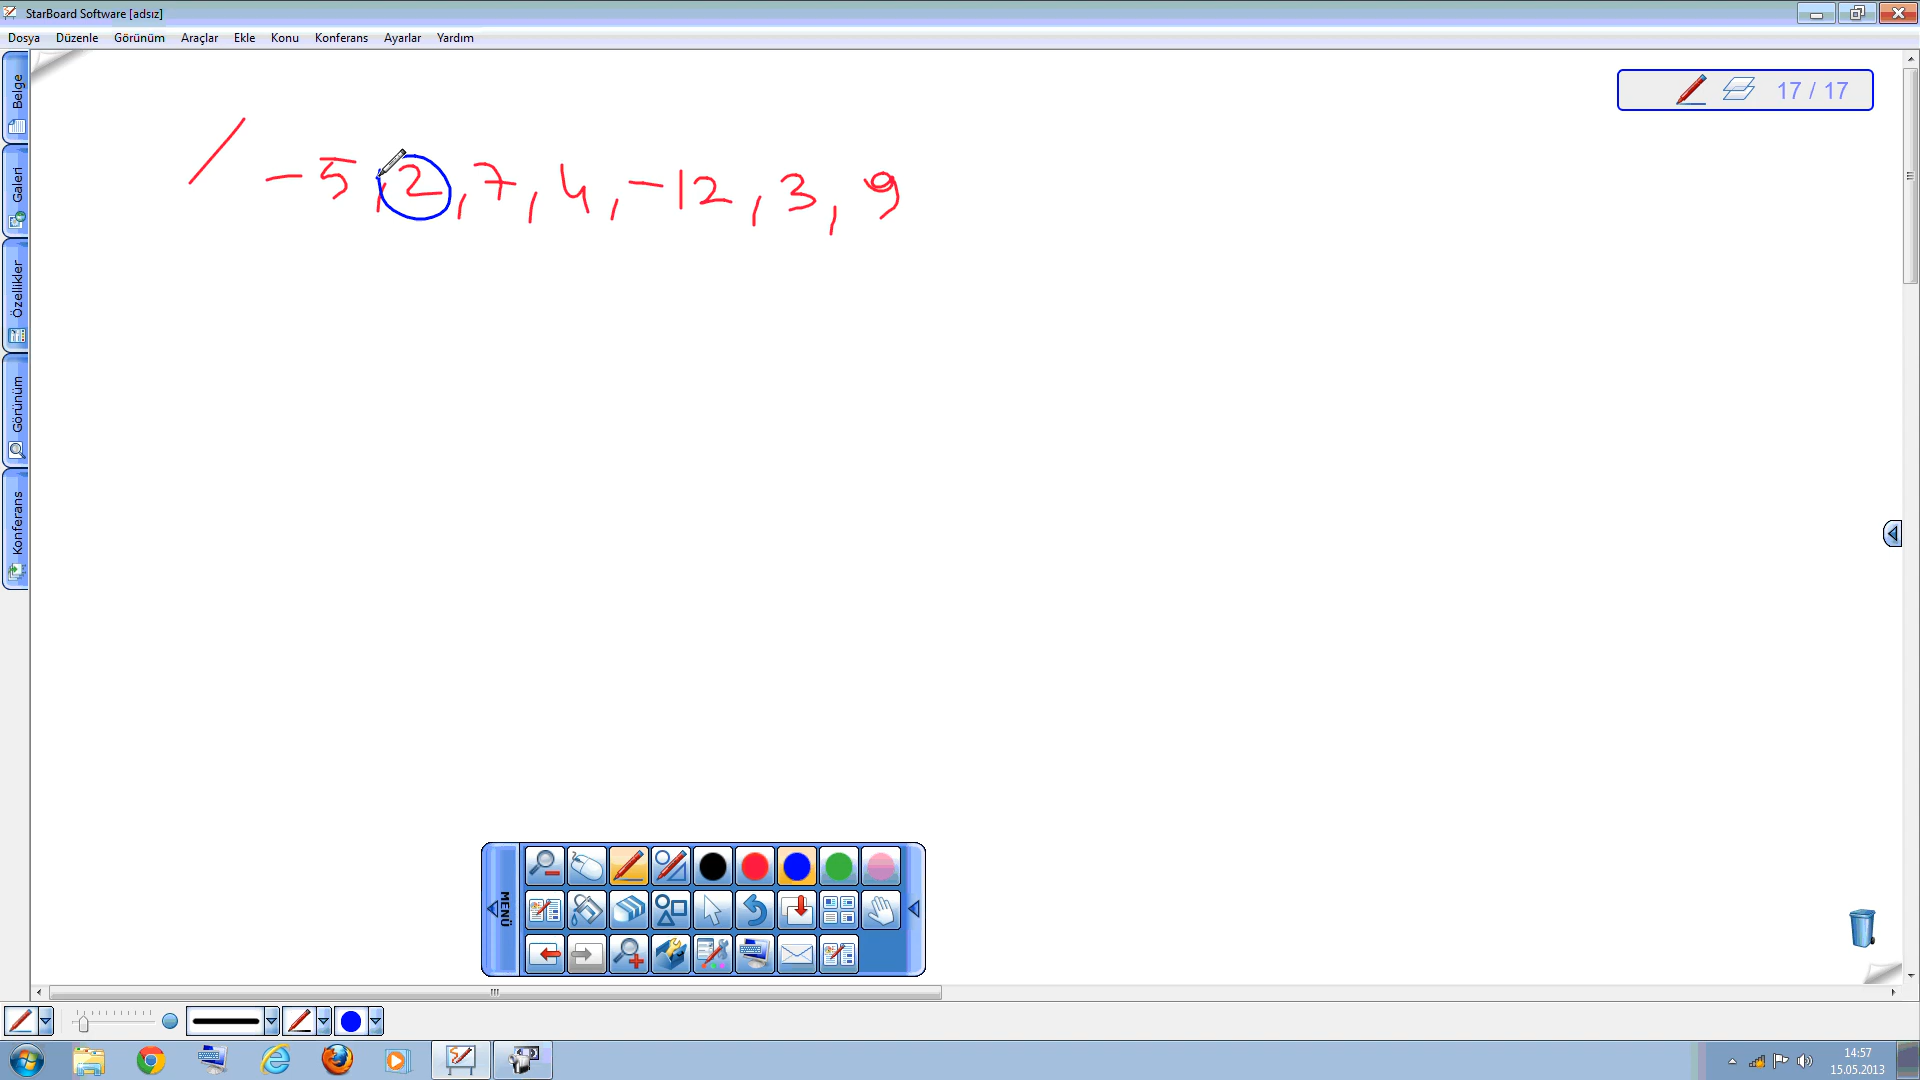 StarBoard Software [adsız]
Dosya Düzenle Görünüm Araçlar Ekle Konu Konferans Ayarlar Yardım
Belge
Galeri
Özellikler
Görünüm
Konferans
17 / 17
/ -5, 2, 7, 4, -12, 3, 9
MENÜ
14:57
15.05.2013